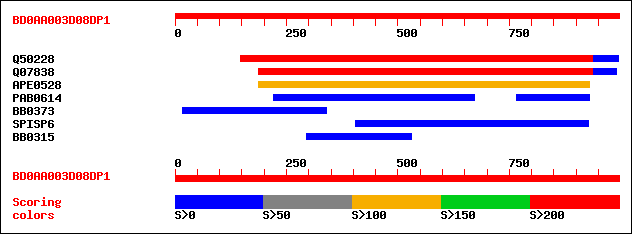 BD0AA003D08DP1
0 250 500 750
Q50228
Q07838
APE0528
PAB0614
BB0373
SPISP6
BB0315
0 250 500 750
BD0AA003D08DP1
Scoring
colors
S>0 S>50 S>100 S>150 S>200